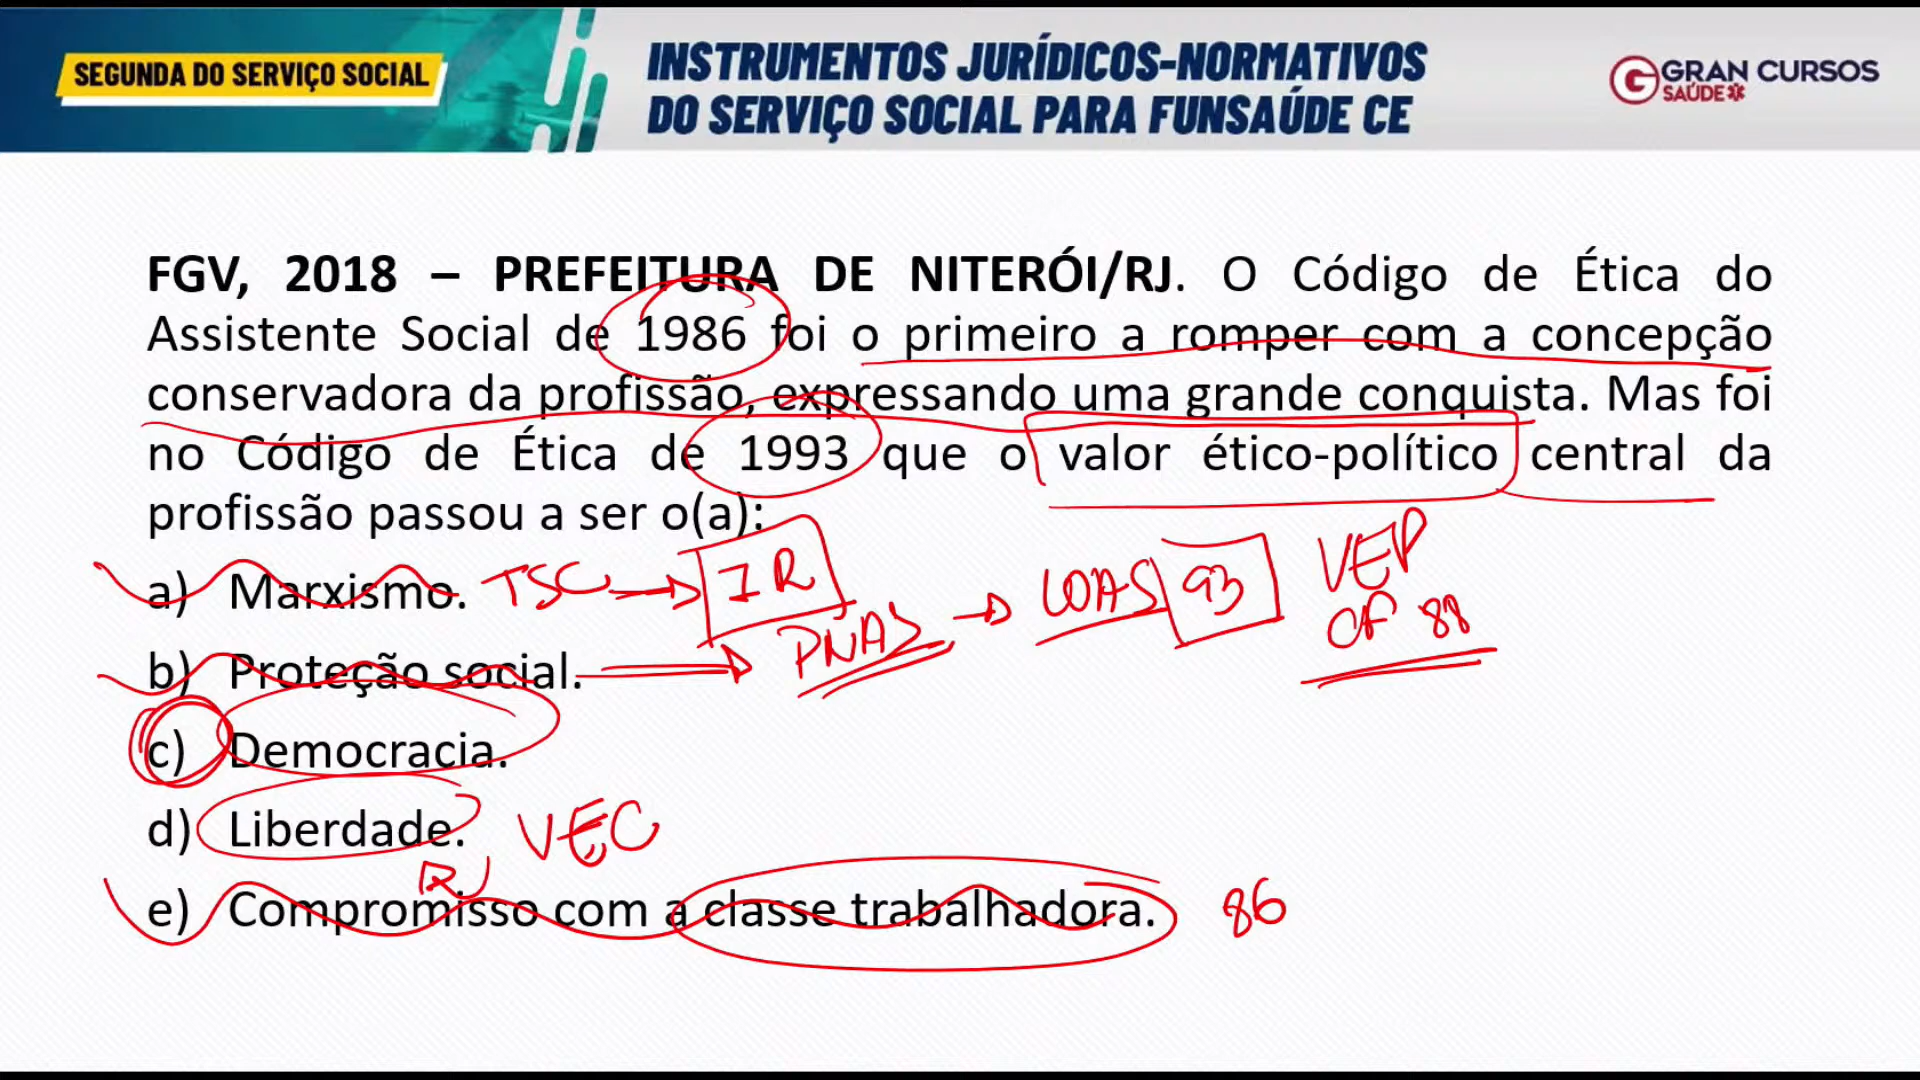 SEGUNDA DO SERVIÇO SOCIAL
INSTRUMENTOS JURÍDICOS-NORMATIVOS
DO SERVIÇO SOCIAL PARA FUNSAÚDE CE
GRAN CURSOS
SAÚDE
FGV, 2018 – PREFEITURA DE NITERÓI/RJ. O Código de Ética do
Assistente Social de 1986 foi o primeiro a romper com a concepção
conservadora da profissão, expressando uma grande conquista. Mas foi
no Código de Ética de 1993 que o valor ético-político central da
profissão passou a ser o(a):
a) Marxismo. TSC IR LOAS 93 VEP
CF 88
b) Proteção social. PNAS
c) Democracia.
d) Liberdade. VEC
e) Compromisso com a classe trabalhadora. 86